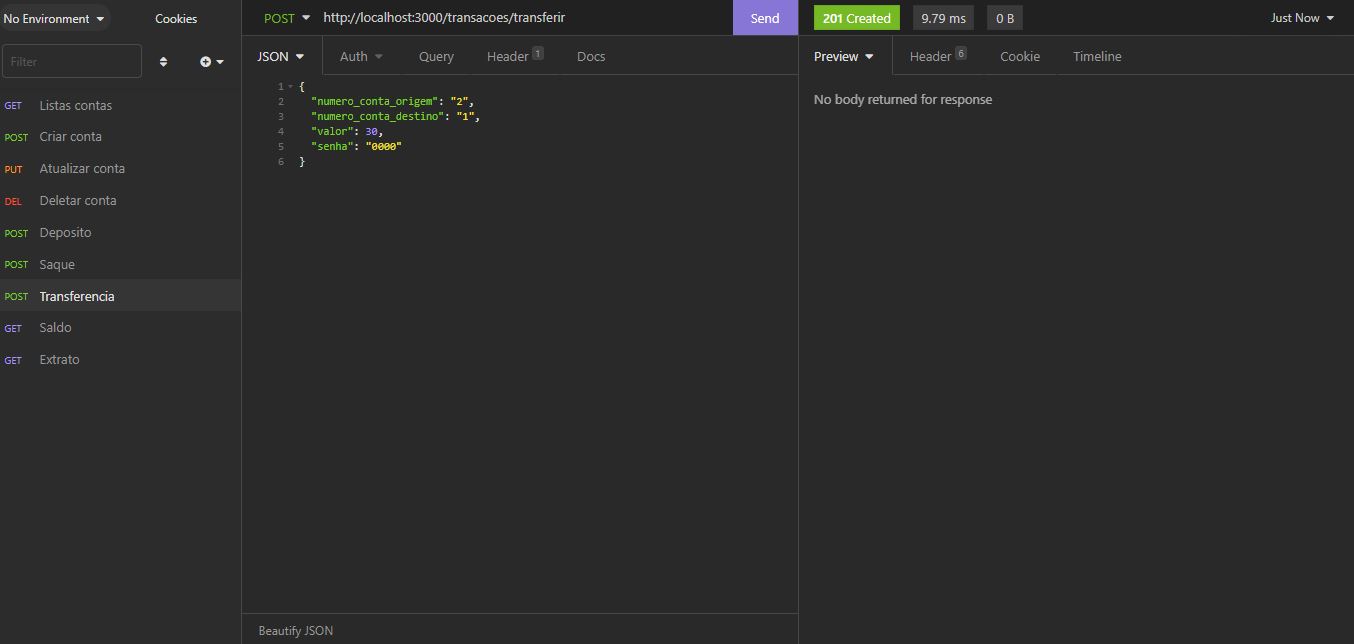 No Environment
Cookies
Filter
GET Listas contas
POST Criar conta
PUT Atualizar conta
DEL Deletar conta
POST Deposito
POST Saque
POST Transferencia
GET Saldo
GET Extrato
POST http://localhost:3000/transacoes/transferir Send
JSON Auth Query Header 1 Docs
1 {
2 "numero_conta_origem": "2",
3 "numero_conta_destino": "1",
4 "valor": 30,
5 "senha": "0000"
6 }
Beautify JSON
201 Created 9.79 ms 0 B Just Now
Preview Header 6 Cookie Timeline
No body returned for response